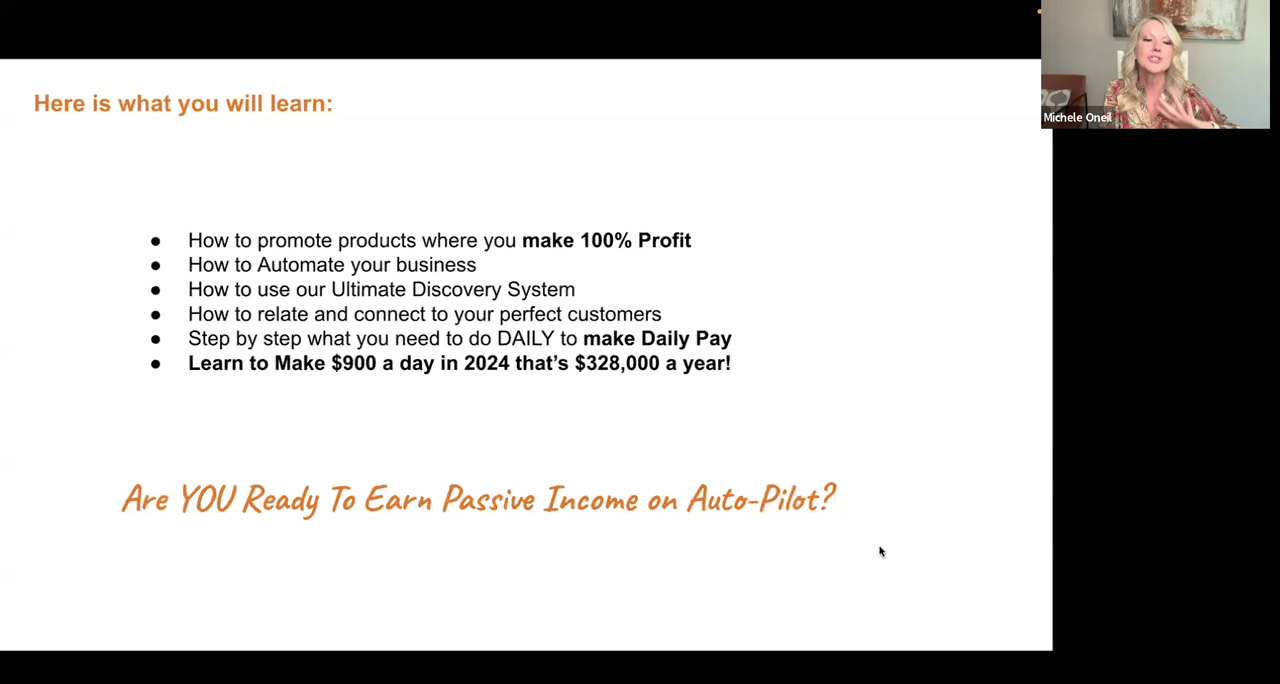 Here is what you will learn:
Michele Oneil
● How to promote products where you make 100% Profit
● How to Automate your business
● How to use our Ultimate Discovery System
● How to relate and connect to your perfect customers
● Step by step what you need to do DAILY to make Daily Pay
● Learn to Make $900 a day in 2024 that’s $328,000 a year!
Are YOU Ready To Earn Passive Income on Auto-Pilot?